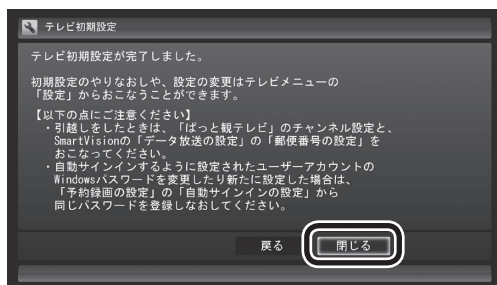 テレビ初期設定
テレビ初期設定が完了しました。
初期設定のやりなおしや、設定の変更はテレビメニューの
「設定」からおこなうことができます。
【以下の点にご注意ください】
・引越しをしたときは、「ぱっと観テレビ」のチャンネル設定と、
SmartVisionの「データ放送の設定」の「郵便番号の設定」を
おこなってください。
・自動サインインするように設定されたユーザーアカウントの
Windowsパスワードを変更したり新たに設定した場合は、
「予約録画の設定」の「自動サインインの設定」から
同じパスワードを登録しなおしてください。
戻る 閉じる